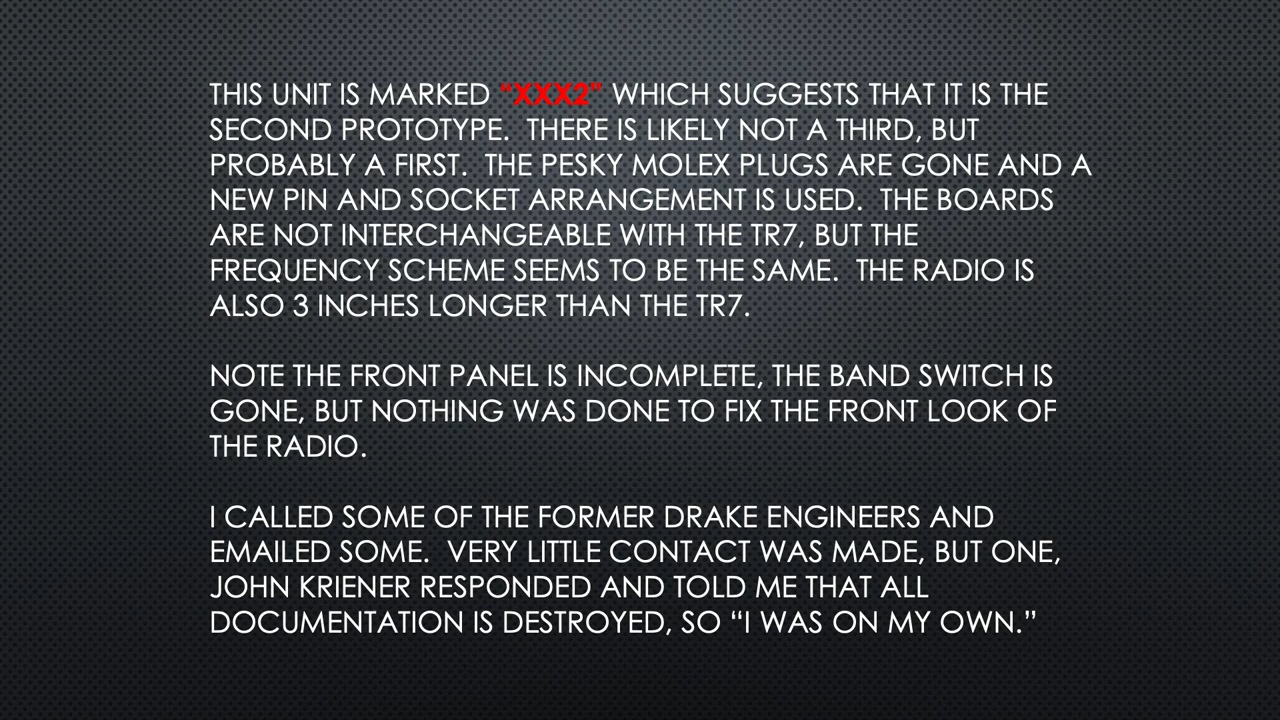 THIS UNIT IS MARKED “XXX2” WHICH SUGGESTS THAT IT IS THE
SECOND PROTOTYPE.  THERE IS LIKELY NOT A THIRD, BUT
PROBABLY A FIRST.  THE PESKY MOLEX PLUGS ARE GONE AND A
NEW PIN AND SOCKET ARRANGEMENT IS USED.  THE BOARDS
ARE NOT INTERCHANGEABLE WITH THE TR7, BUT THE
FREQUENCY SCHEME SEEMS TO BE THE SAME.  THE RADIO IS
ALSO 3 INCHES LONGER THAN THE TR7.
NOTE THE FRONT PANEL IS INCOMPLETE, THE BAND SWITCH IS
GONE, BUT NOTHING WAS DONE TO FIX THE FRONT LOOK OF
THE RADIO.
I CALLED SOME OF THE FORMER DRAKE ENGINEERS AND
EMAILED SOME.  VERY LITTLE CONTACT WAS MADE, BUT ONE,
JOHN KRIENER RESPONDED AND TOLD ME THAT ALL
DOCUMENTATION IS DESTROYED, SO “I WAS ON MY OWN.”